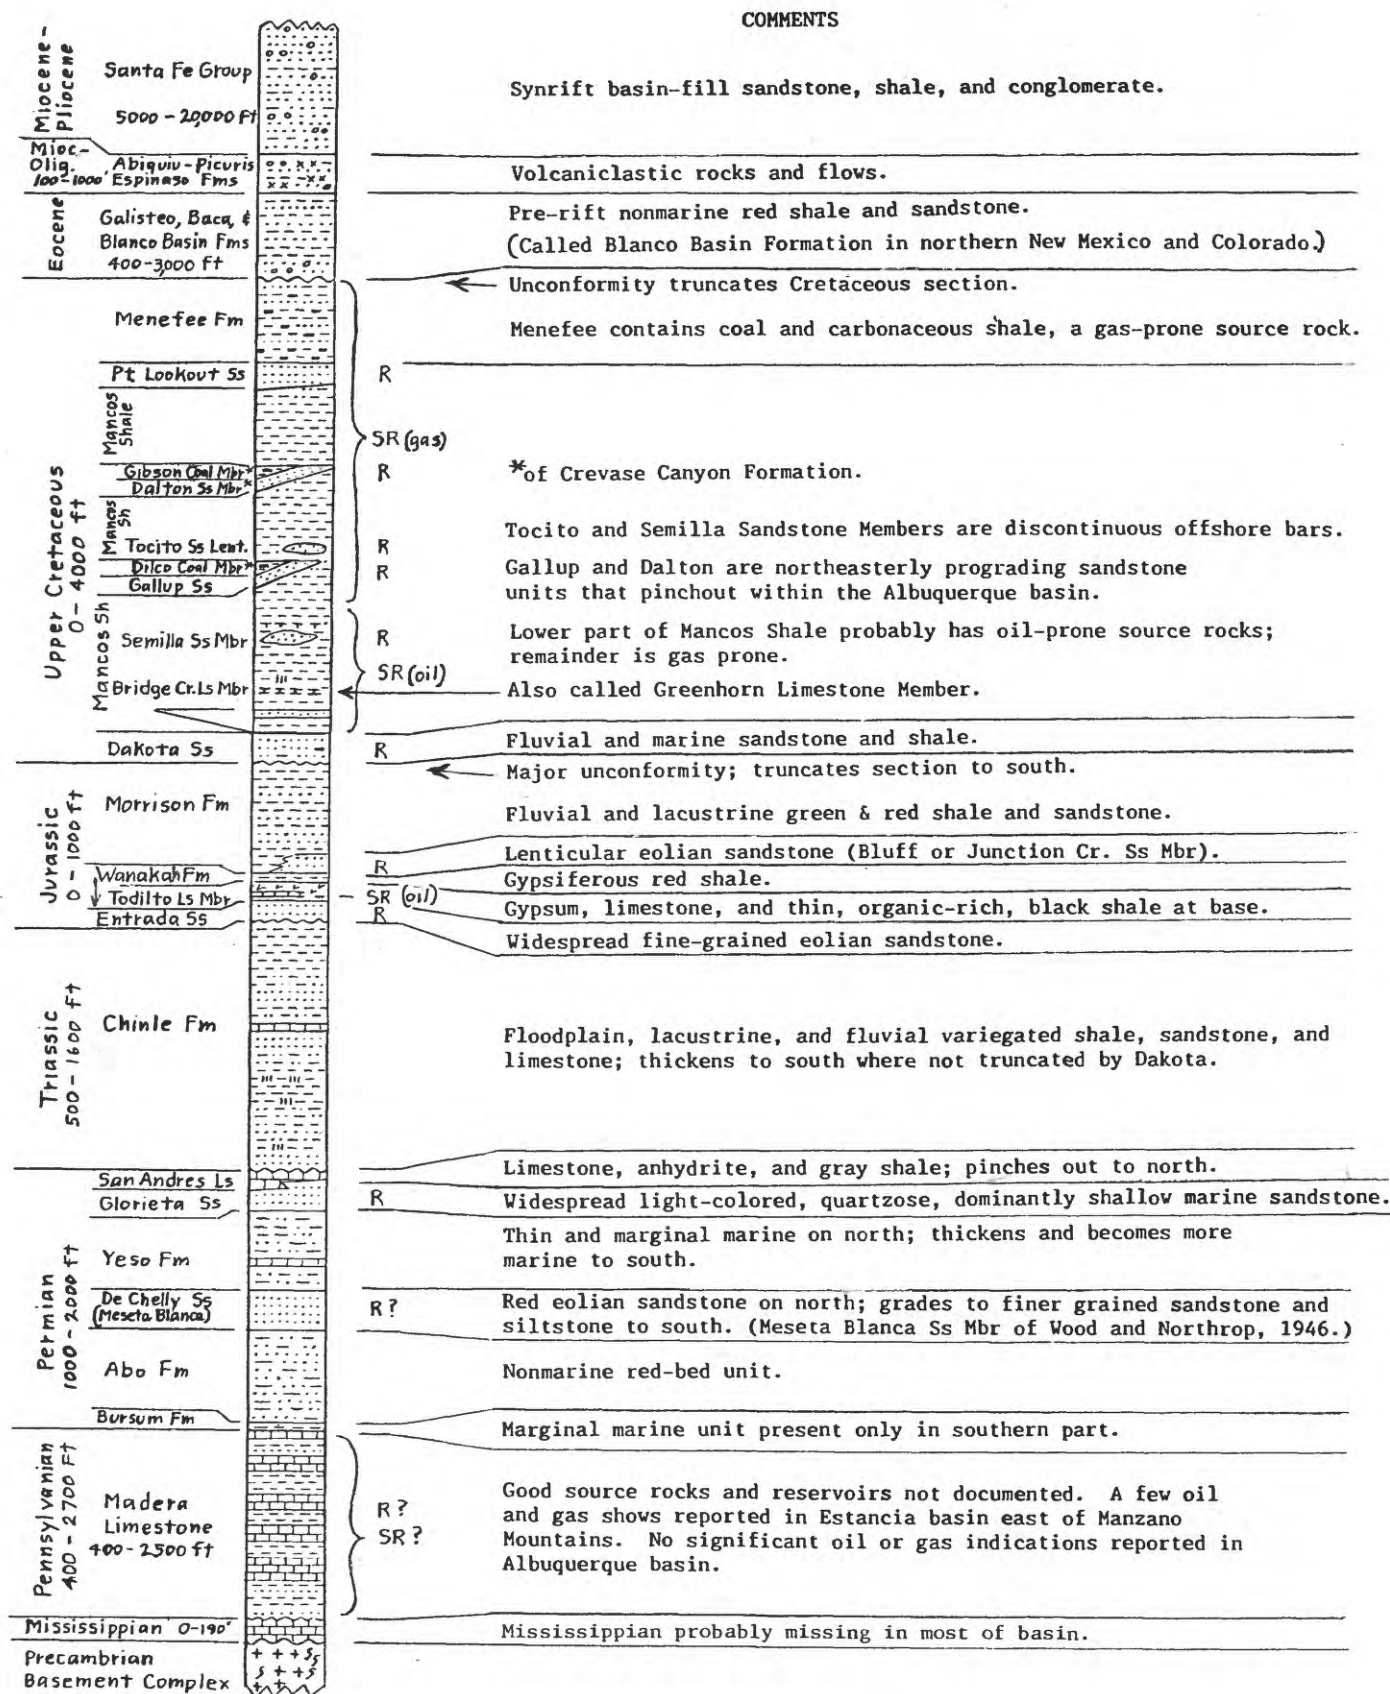 COMMENTS
Miocene-
Pliocene
Santa Fe Group
5000 - 20,000 Ft
Synrift basin-fill sandstone, shale, and conglomerate.
Mioc-
Olig.
100-1000'
Abiquiu-Picuris
Espinaso Fms
Volcaniclastic rocks and flows.
Eocene
Galisteo, Baca, &
Blanco Basin Fms
400-3,000 ft
Pre-rift nonmarine red shale and sandstone.
(Called Blanco Basin Formation in northern New Mexico and Colorado.)
Unconformity truncates Cretaceous section.
Upper Cretaceous
0 - 4000 ft
Menefee Fm
Menefee contains coal and carbonaceous shale, a gas-prone source rock.
Pt Lookout Ss
R
Mancos
Shale
SR (gas)
Gibson Coal Mbr*
Dalton Ss Mbr*
R
*of Crevase Canyon Formation.
Mancos
Sh
Tocito Ss Lent.
R
Tocito and Semilla Sandstone Members are discontinuous offshore bars.
Dilco Coal Mbr*
Gallup Ss
R
Gallup and Dalton are northeasterly prograding sandstone
units that pinchout within the Albuquerque basin.
Mancos Sh
Semilla Ss Mbr
R
Lower part of Mancos Shale probably has oil-prone source rocks;
remainder is gas prone.
SR (oil)
Bridge Cr. Ls Mbr
Also called Greenhorn Limestone Member.
Dakota Ss
R
Fluvial and marine sandstone and shale.
Major unconformity; truncates section to south.
Jurassic
0 - 1000 ft
Morrison Fm
Fluvial and lacustrine green & red shale and sandstone.
R
Lenticular eolian sandstone (Bluff or Junction Cr. Ss Mbr).
Wanakah Fm
Gypsiferous red shale.
Todilto Ls Mbr
SR (oil)
Gypsum, limestone, and thin, organic-rich, black shale at base.
Entrada Ss
R
Widespread fine-grained eolian sandstone.
Triassic
500 - 1600 ft
Chinle Fm
Floodplain, lacustrine, and fluvial variegated shale, sandstone, and
limestone; thickens to south where not truncated by Dakota.
Permian
1000 - 2000 ft
San Andres Ls
Limestone, anhydrite, and gray shale; pinches out to north.
Glorieta Ss
R
Widespread light-colored, quartzose, dominantly shallow marine sandstone.
Yeso Fm
Thin and marginal marine on north; thickens and becomes more
marine to south.
De Chelly Ss
(Meseta Blanca)
R ?
Red eolian sandstone on north; grades to finer grained sandstone and
siltstone to south. (Meseta Blanca Ss Mbr of Wood and Northrop, 1946.)
Abo Fm
Nonmarine red-bed unit.
Bursum Fm
Marginal marine unit present only in southern part.
Pennsylvanian
400 - 2700 Ft
Madera
Limestone
400-2500 ft
R ?
SR ?
Good source rocks and reservoirs not documented. A few oil
and gas shows reported in Estancia basin east of Manzano
Mountains. No significant oil or gas indications reported in
Albuquerque basin.
Mississippian 0-190'
Mississippian probably missing in most of basin.
Precambrian
Basement Complex